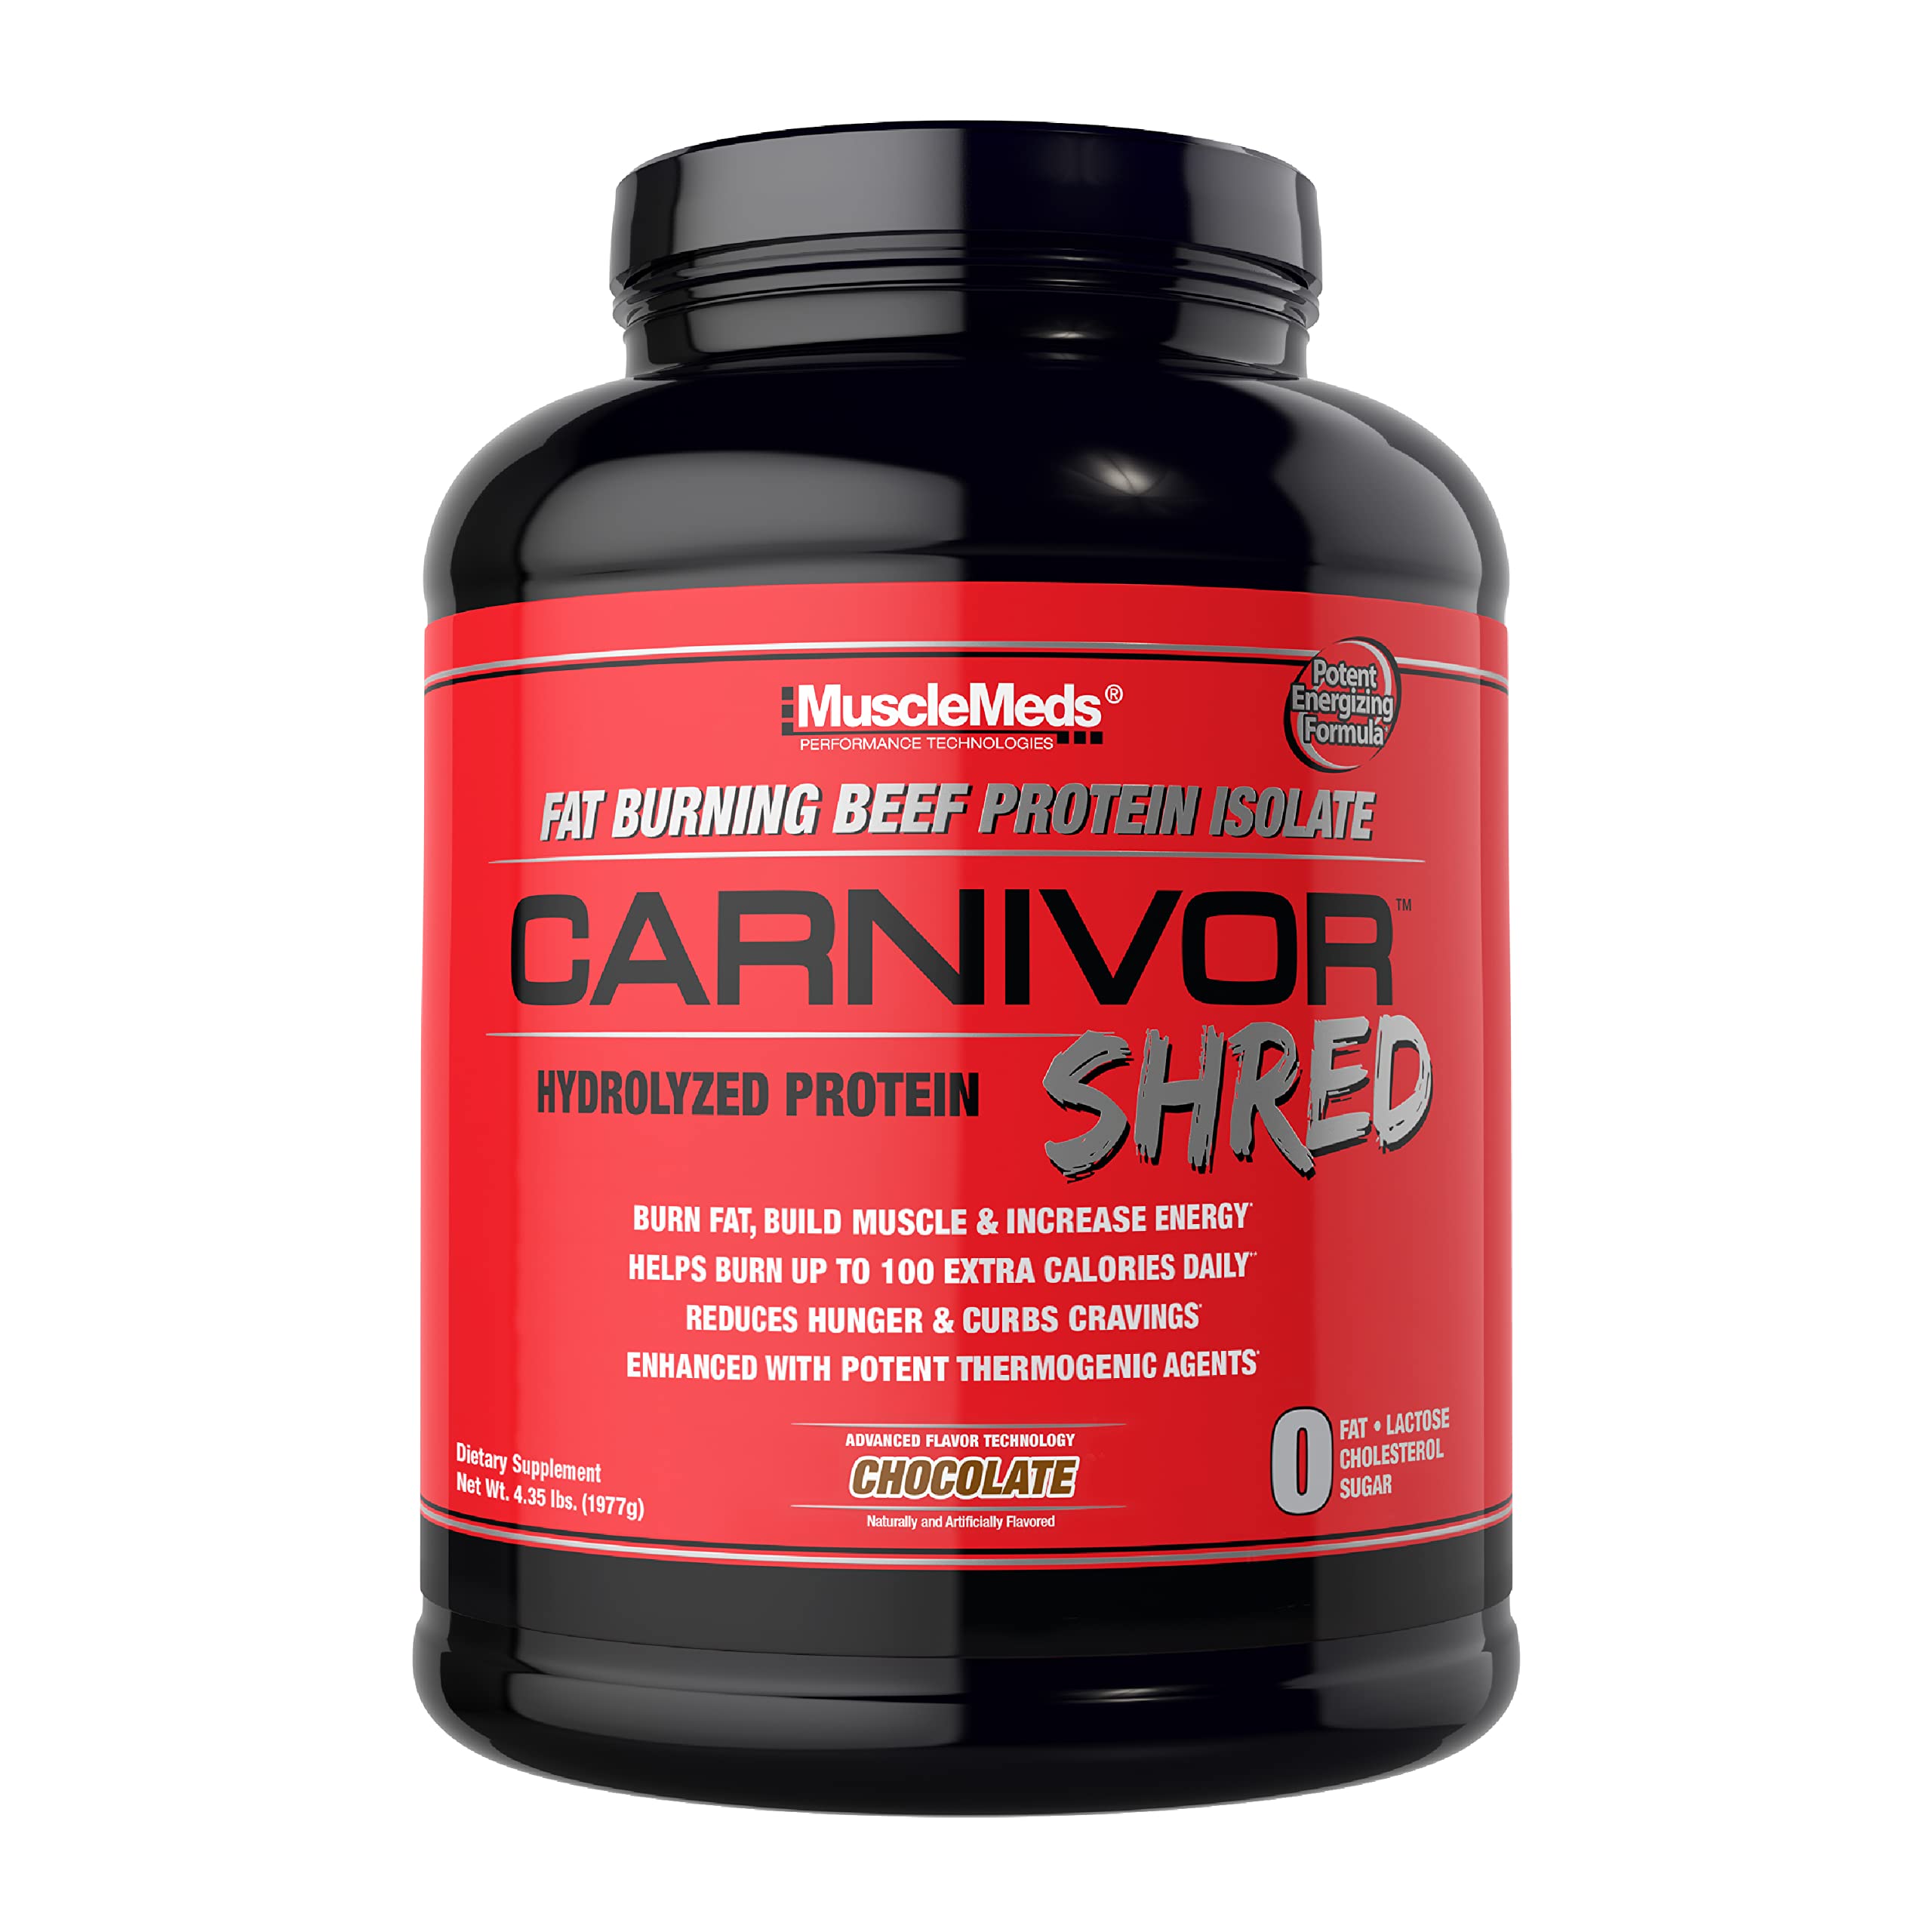 MuscleMeds®
PERFORMANCE TECHNOLOGIES
Potent
Energizing
Formula*
FAT BURNING BEEF PROTEIN ISOLATE
CARNIVOR™
SHRED
HYDROLYZED PROTEIN
BURN FAT, BUILD MUSCLE & INCREASE ENERGY*
HELPS BURN UP TO 100 EXTRA CALORIES DAILY**
REDUCES HUNGER & CURBS CRAVINGS*
ENHANCED WITH POTENT THERMOGENIC AGENTS*
Dietary Supplement
Net Wt. 4.35 lbs. (1977g)
ADVANCED FLAVOR TECHNOLOGY
CHOCOLATE
Naturally and Artificially Flavored
0 FAT • LACTOSE
CHOLESTEROL
SUGAR